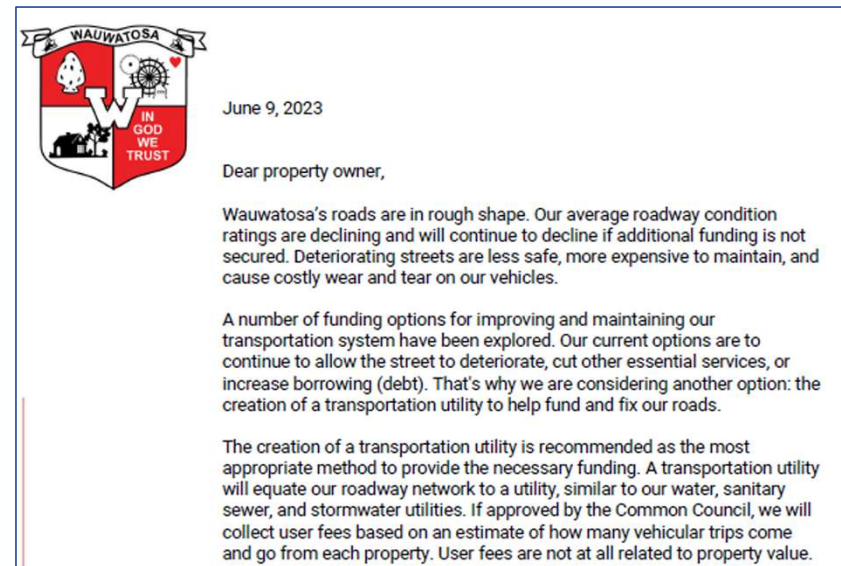 WAUWATOSA
W
IN
GOD
WE
TRUST
June 9, 2023
Dear property owner,
Wauwatosa's roads are in rough shape. Our average roadway condition
ratings are declining and will continue to decline if additional funding is not
secured. Deteriorating streets are less safe, more expensive to maintain, and
cause costly wear and tear on our vehicles.
A number of funding options for improving and maintaining our
transportation system have been explored. Our current options are to
continue to allow the street to deteriorate, cut other essential services, or
increase borrowing (debt). That's why we are considering another option: the
creation of a transportation utility to help fund and fix our roads.
The creation of a transportation utility is recommended as the most
appropriate method to provide the necessary funding. A transportation utility
will equate our roadway network to a utility, similar to our water, sanitary
sewer, and stormwater utilities. If approved by the Common Council, we will
collect user fees based on an estimate of how many vehicular trips come
and go from each property. User fees are not at all related to property value.